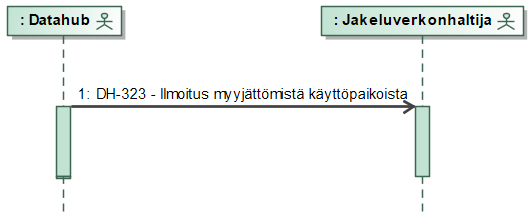 : Datahub
: Jakeluverkonhaltija
1: DH-323 - Ilmoitus myyjättömistä käyttöpaikoista